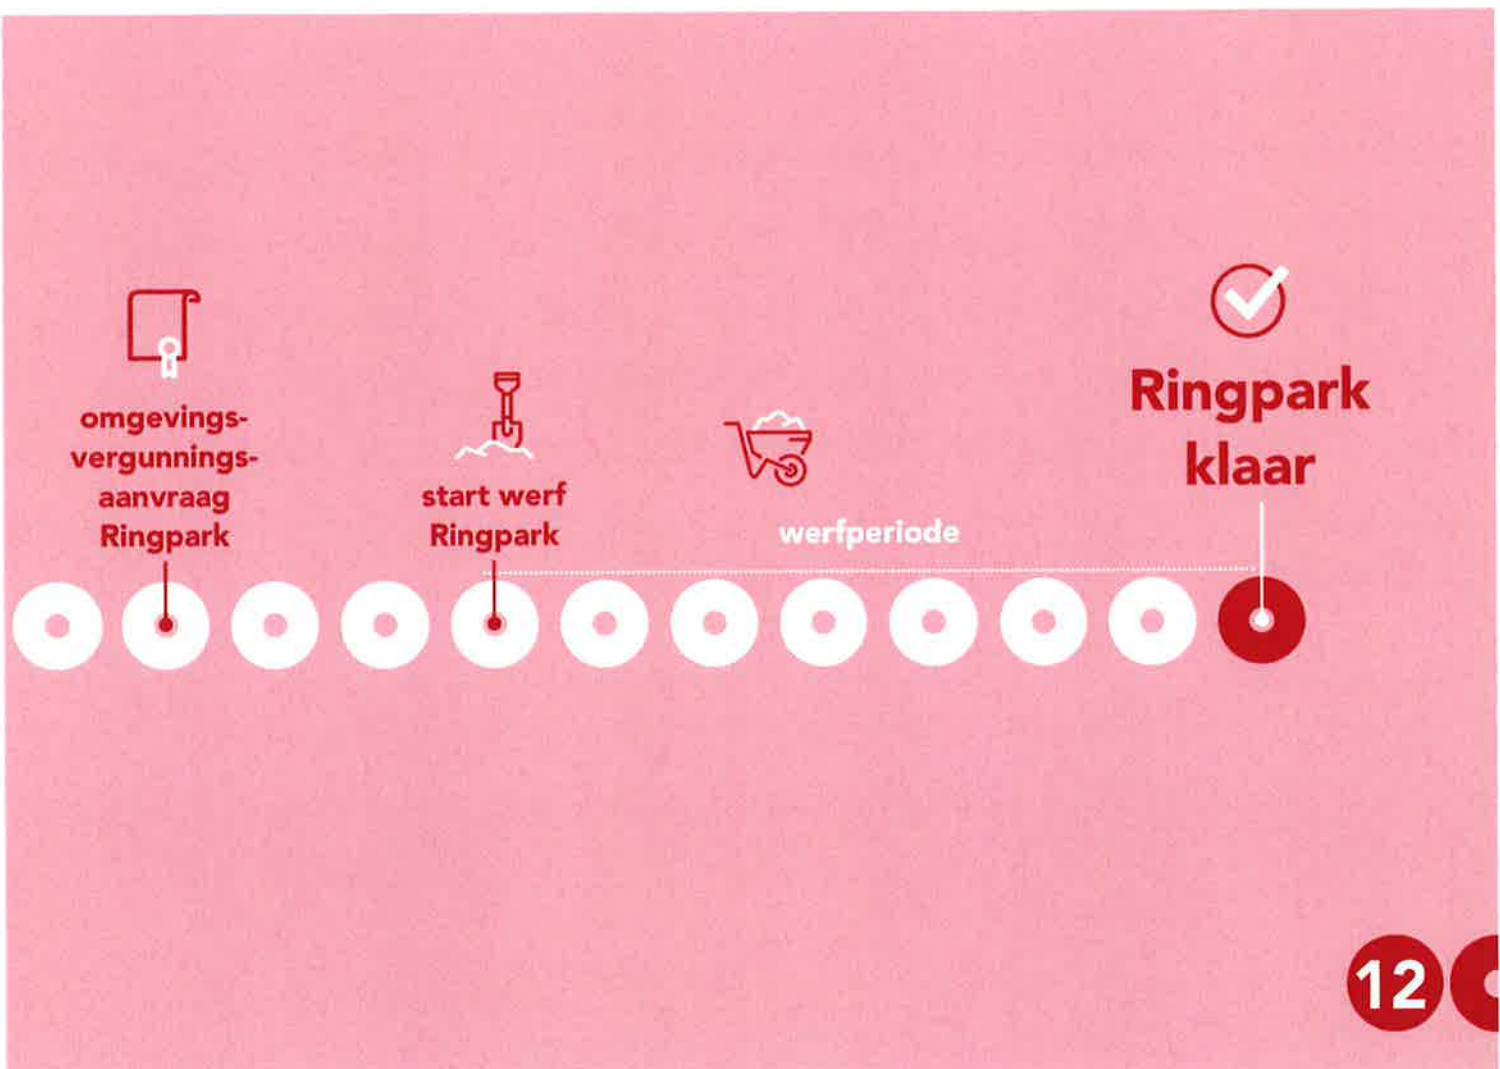 omgevings-
vergunnings-
aanvraag
Ringpark
start werf
Ringpark
werfperiode
Ringpark
klaar
12